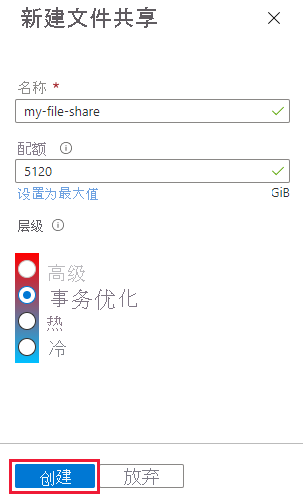 新建文件共享
名称 *
my-file-share
配额
5120
设置为最大值 GiB
层级
高级
事务优化
热
冷
创建 放弃